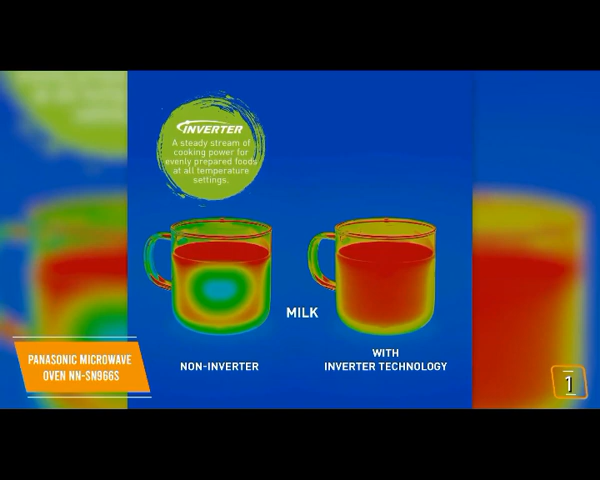 INVERTER
A steady stream of
cooking power for
evenly prepared foods
at all temperature
settings.
MILK
NON-INVERTER
WITH
INVERTER TECHNOLOGY
PANASONIC MICROWAVE
OVEN NN-SN966S
1